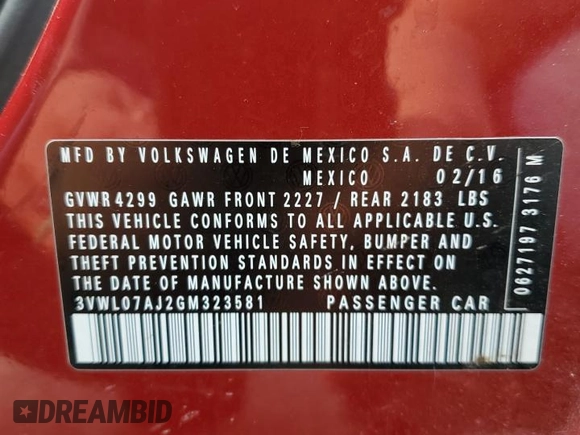 MFD BY VOLKSWAGEN DE MEXICO S.A. DE C.V.
MEXICO 02/16
GVWR 4299 GAWR FRONT 2227 / REAR 2183 LBS
THIS VEHICLE CONFORMS TO ALL APPLICABLE U.S.
FEDERAL MOTOR VEHICLE SAFETY, BUMPER AND
THEFT PREVENTION STANDARDS IN EFFECT ON
THE DATE OF MANUFACTURE SHOWN ABOVE.
3VWL07AJ2GM323581 PASSENGER CAR
0627197 3176 M
DREAMBID